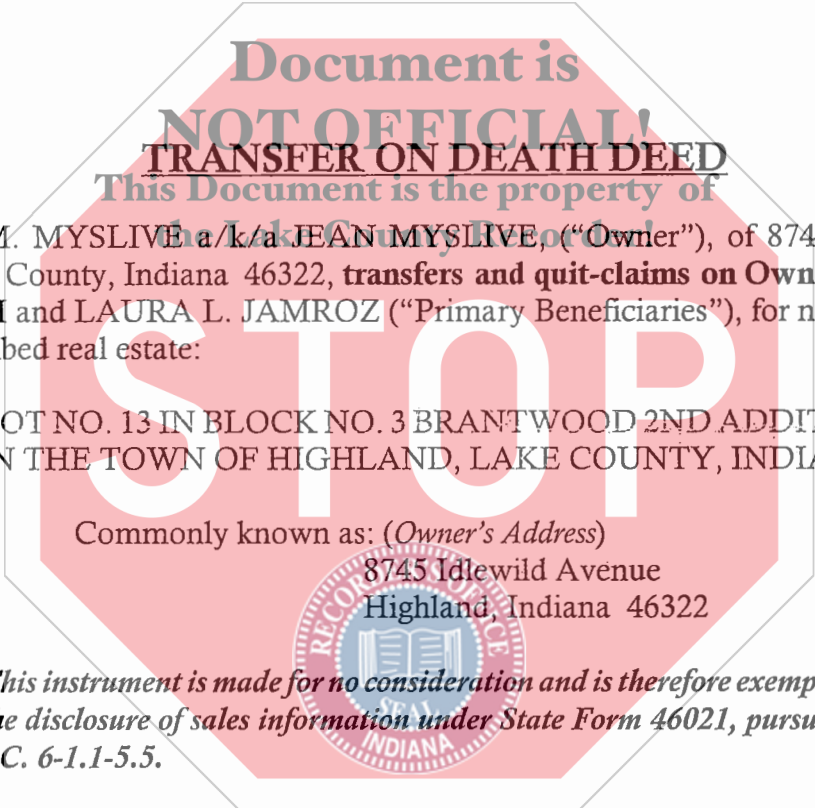 Document is
NOT OFFICIAL!
TRANSFER ON DEATH DEED
This Document is the property of
the Lake County Recorder!
M. MYSLIVE a/k/a JEAN MYSLIVE, (“Owner”), of 874
County, Indiana 46322, transfers and quit-claims on Own
and LAURA L. JAMROZ (“Primary Beneficiaries”), for n
bed real estate:
STOP
OT NO. 13 IN BLOCK NO. 3 BRANTWOOD 2ND ADDIT
N THE TOWN OF HIGHLAND, LAKE COUNTY, INDIA
Commonly known as: (Owner’s Address)
8745 Idlewild Avenue
Highland, Indiana 46322
RECORDER'S OFFICE
SEAL
INDIANA
his instrument is made for no consideration and is therefore exemp
e disclosure of sales information under State Form 46021, pursu
C. 6-1.1-5.5.